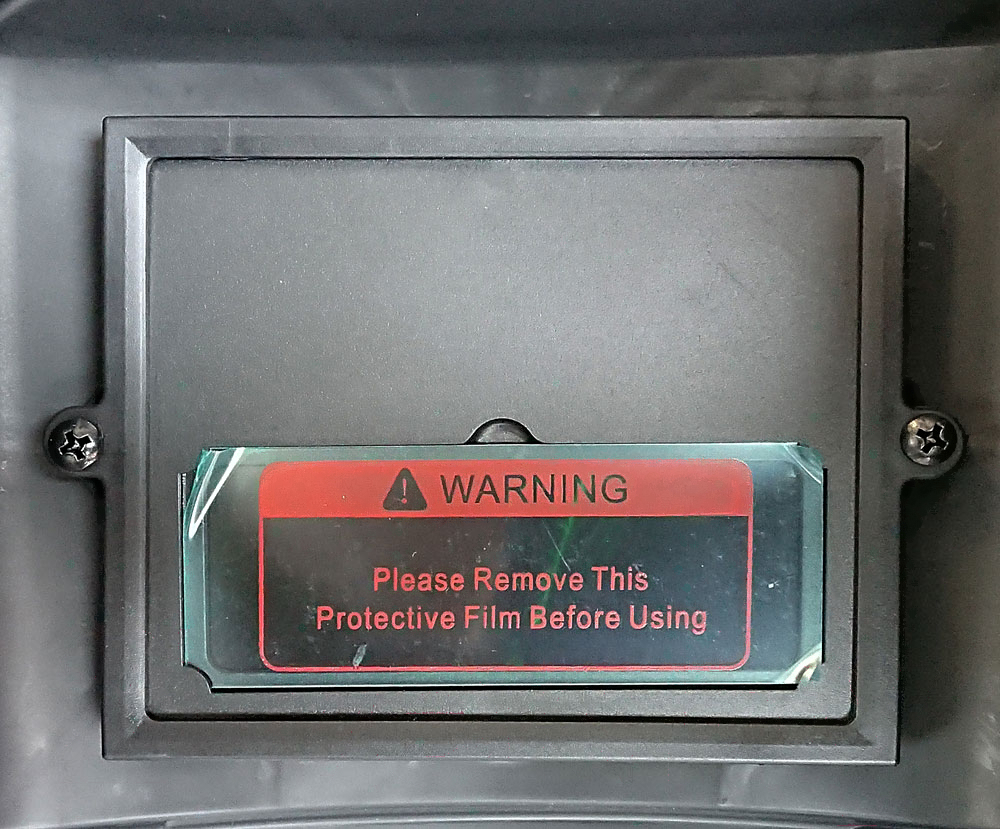 WARNING
Please Remove This
Protective Film Before Using